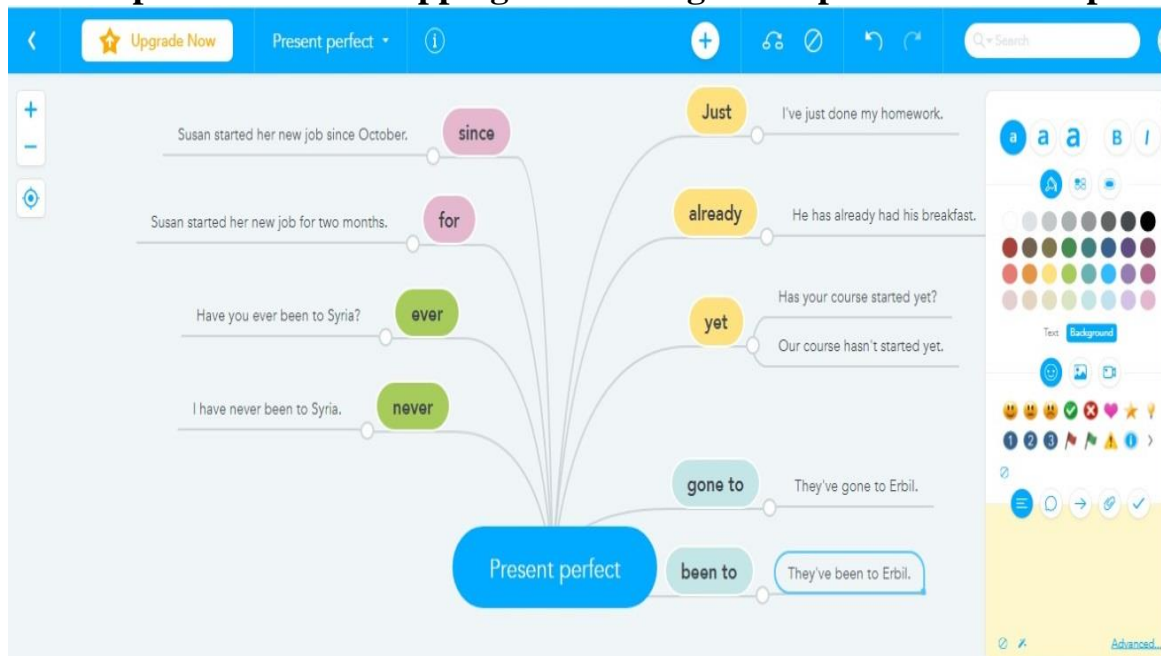 Upgrade Now
Present perfect
Search
since
Susan started her new job since October.
for
Susan started her new job for two months.
ever
Have you ever been to Syria?
never
I have never been to Syria.
Just
I've just done my homework.
already
He has already had his breakfast.
yet
Has your course started yet?
Our course hasn't started yet.
gone to
They've gone to Erbil.
been to
They've been to Erbil.
Present perfect
a a a B I
Text Background
1 2 3
Advanced...